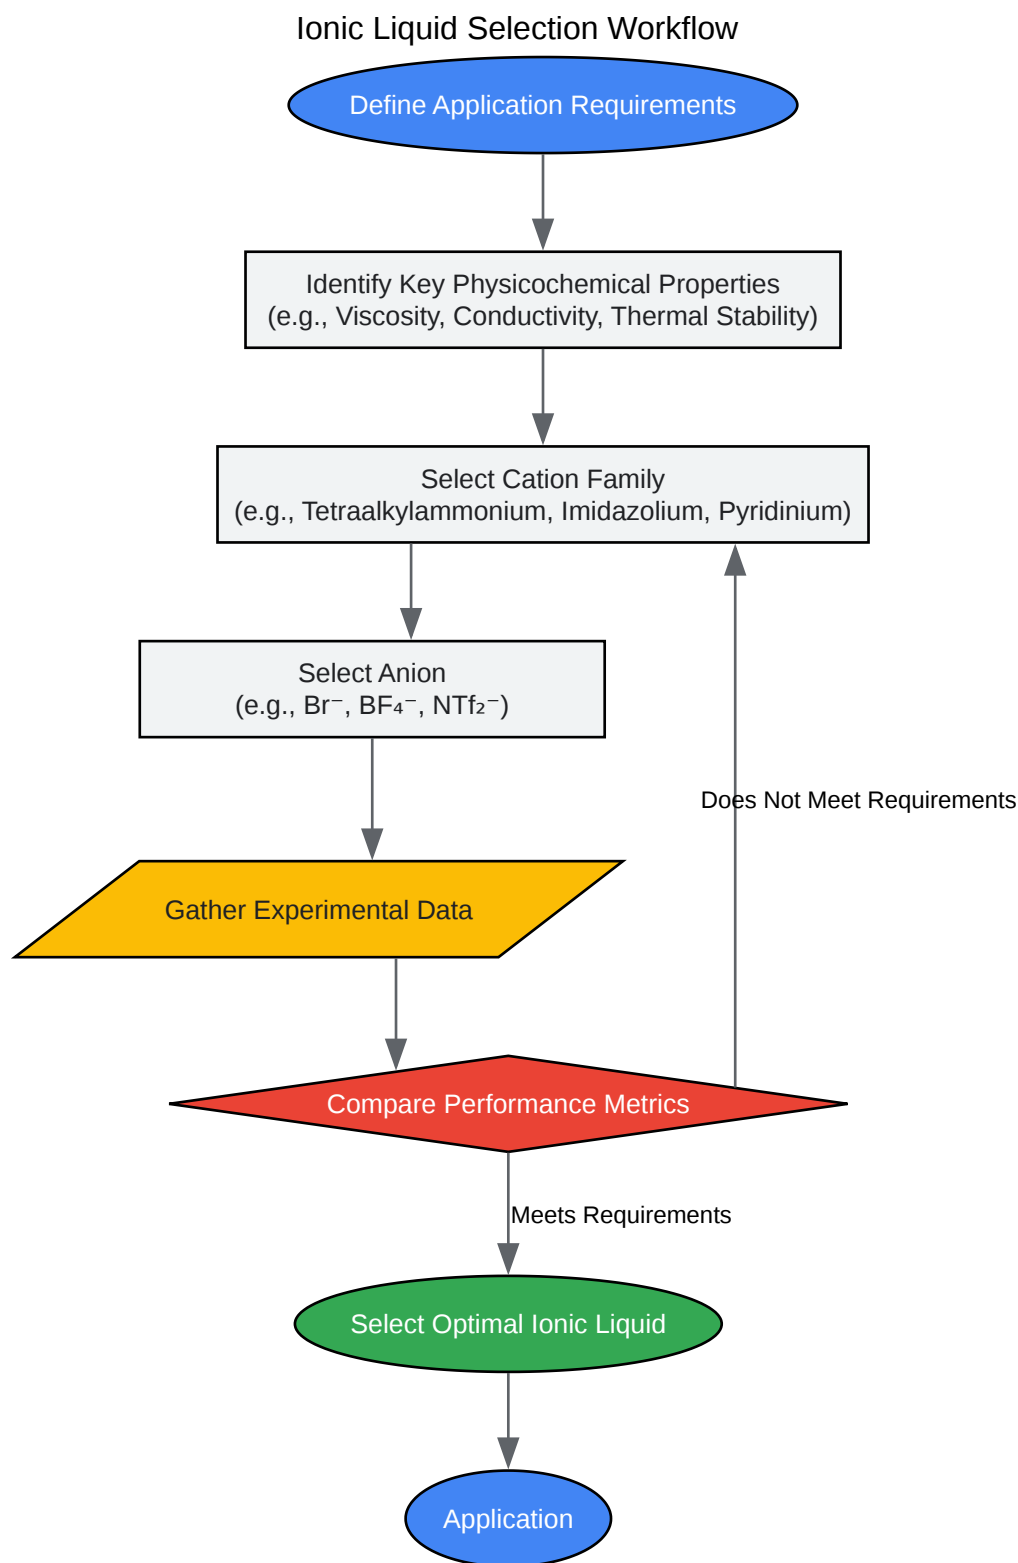 Ionic Liquid Selection Workflow
Define Application Requirements
Identify Key Physicochemical Properties
(e.g., Viscosity, Conductivity, Thermal Stability)
Select Cation Family
(e.g., Tetraalkylammonium, Imidazolium, Pyridinium)
Select Anion
(e.g., Br⁻, BF₄⁻, NTf₂⁻)
Does Not Meet Requirements
Gather Experimental Data
Compare Performance Metrics
Meets Requirements
Select Optimal Ionic Liquid
Application